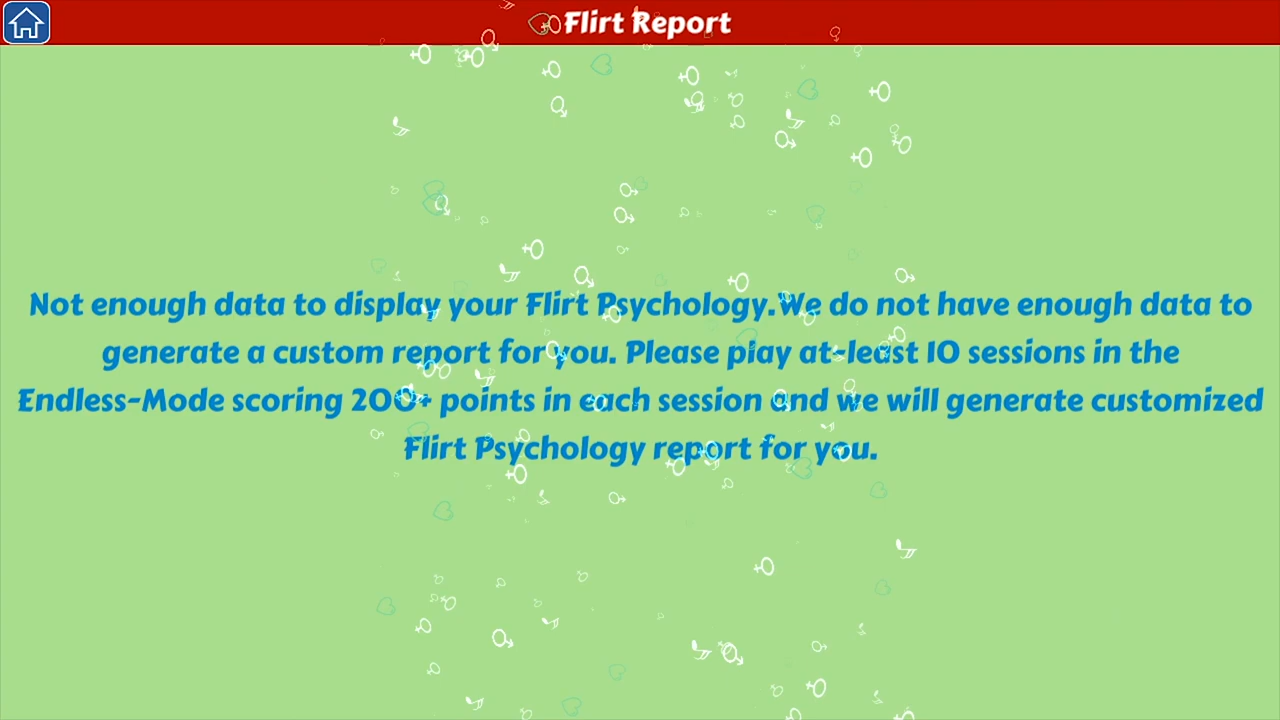 Flirt Report
Not enough data to display your Flirt Psychology.We do not have enough data to
generate a custom report for you. Please play at-least 10 sessions in the
Endless-Mode scoring 200+ points in each session and we will generate customized
Flirt Psychology report for you.